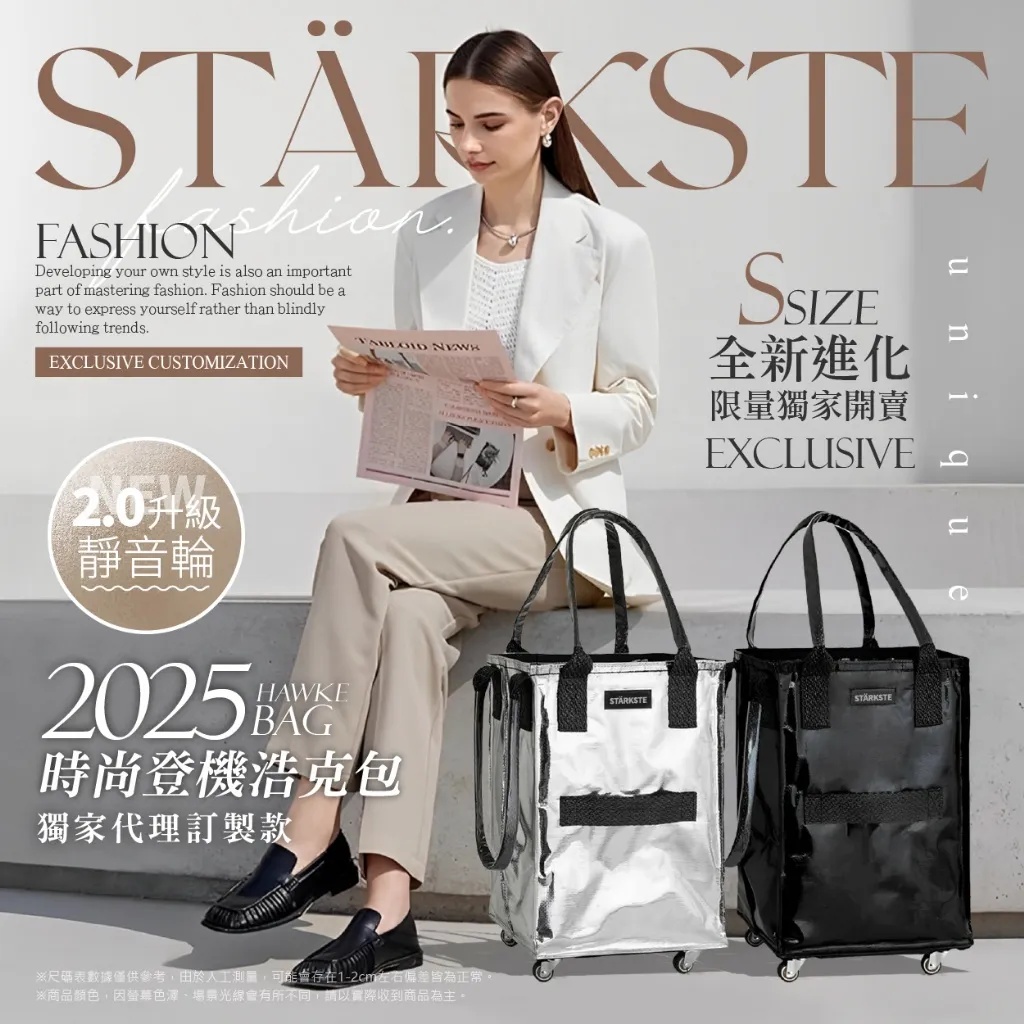 STÄRKSTE
fashion.
FASHION
Developing your own style is also an important
part of mastering fashion. Fashion should be a
way to express yourself rather than blindly
following trends.
EXCLUSIVE CUSTOMIZATION
TABLOID NEWS
SSIZE
全新進化
限量獨家開賣
EXCLUSIVE
unique
NEW
2.0升級
靜音輪
2025 HAWKE
BAG
時尚登機浩克包
獨家代理訂製款
STÄRKSTE
STÄRKSTE
※尺碼表數據僅供參考，由於人工測量，可能會存在1-2cm左右偏差皆為正常。
※商品顏色，因螢幕色澤、場景光線會有所不同，請以實際收到商品為主。